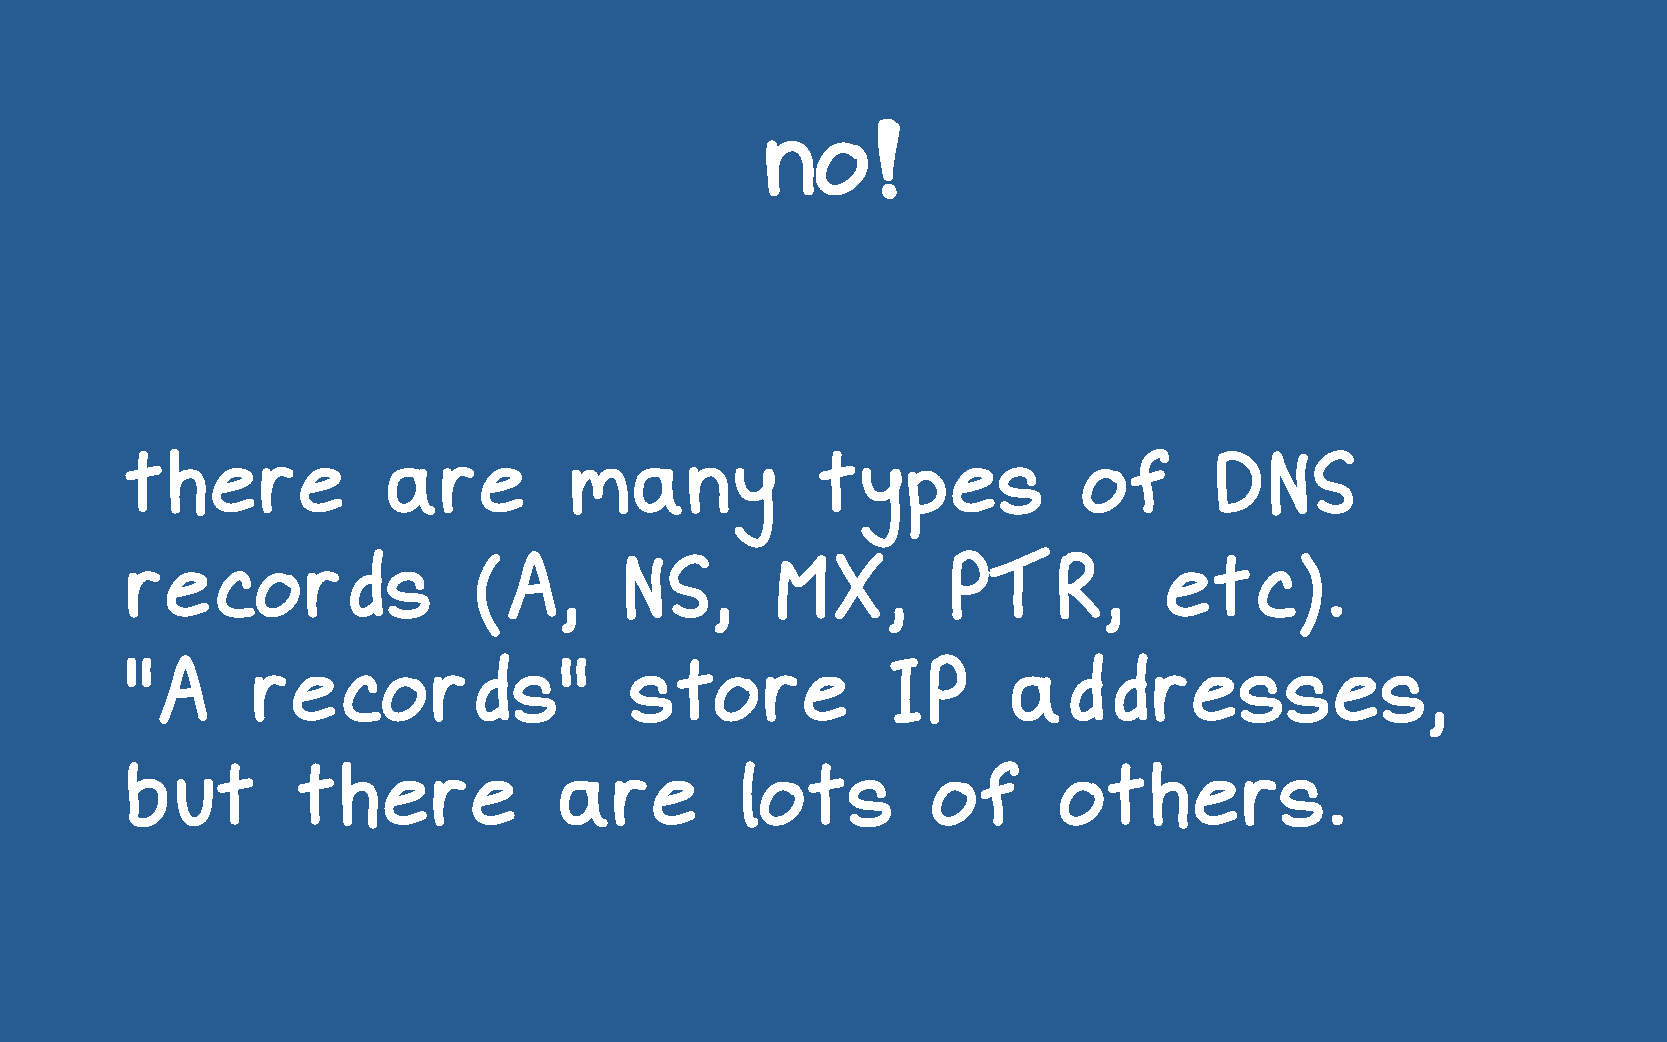 no!
there are many types of DNS
records (A, NS, MX, PTR, etc).
"A records" store IP addresses,
but there are lots of others.